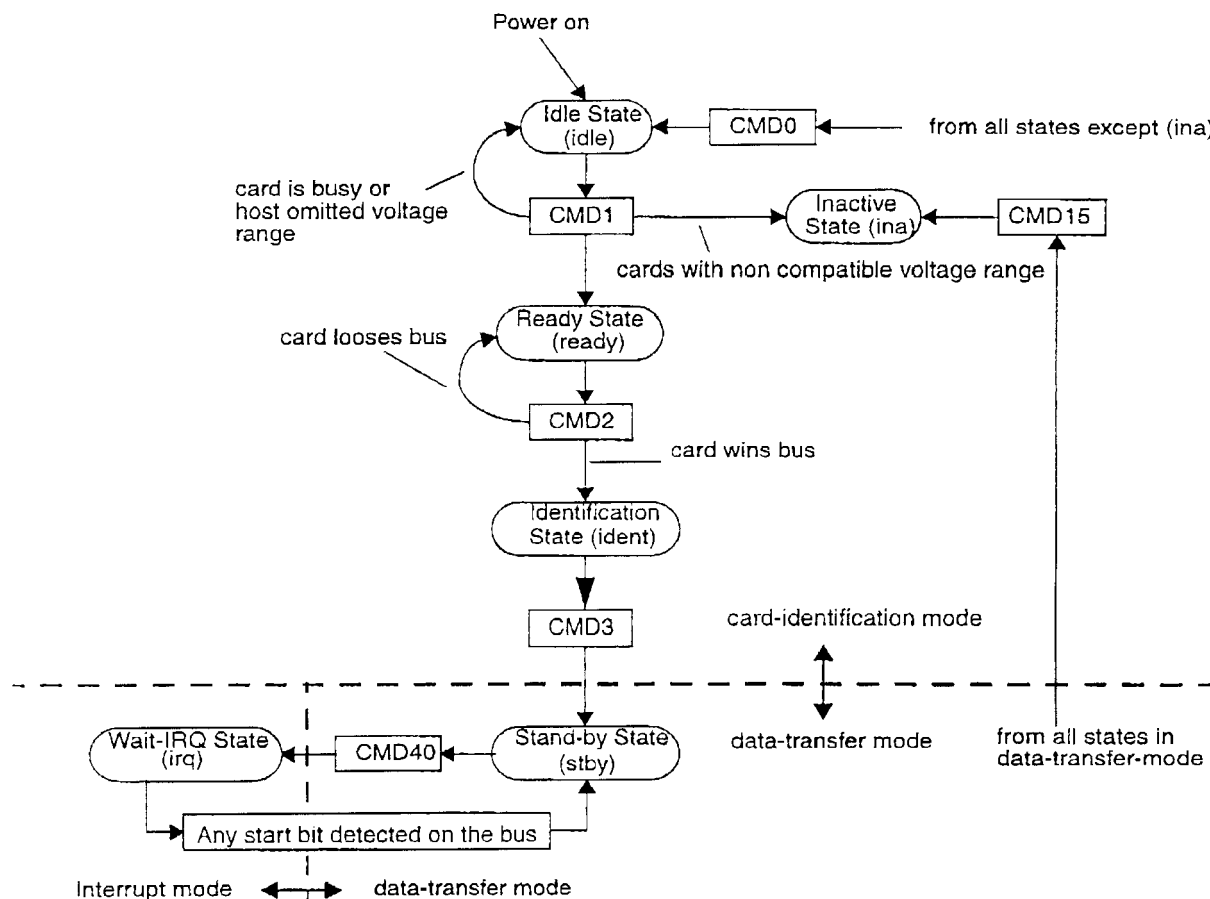 Power on
Idle State
(idle)
CMD0
from all states except (ina)
card is busy or
host omitted voltage
range
CMD1
Inactive
State (ina)
CMD15
cards with non compatible voltage range
Ready State
(ready)
card looses bus
CMD2
card wins bus
Identification
State (ident)
CMD3
card-identification mode
Wait-IRQ State
(irq)
CMD40
Stand-by State
(stby)
data-transfer mode
from all states in
data-transfer-mode
Any start bit detected on the bus
Interrupt mode
data-transfer mode